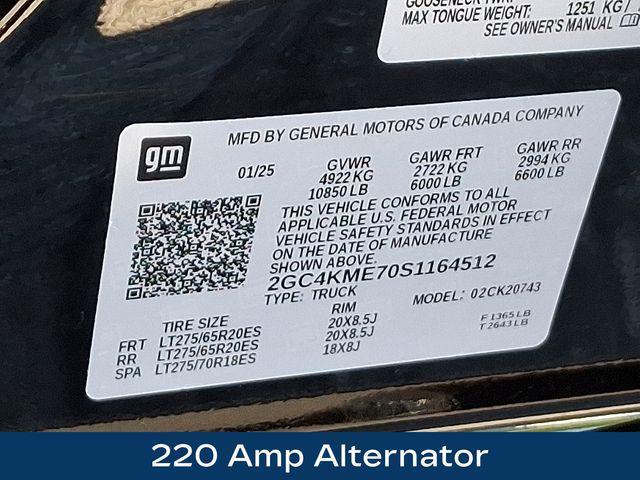 MAX TONGUE WEIGHT: 1251 KG/
SEE OWNER'S MANUAL
gm
MFD BY GENERAL MOTORS OF CANADA COMPANY
01/25 GVWR GAWR FRT GAWR RR
4922 KG 2722 KG 2994 KG
10850 LB 6000 LB 6600 LB
THIS VEHICLE CONFORMS TO ALL
APPLICABLE U.S. FEDERAL MOTOR
VEHICLE SAFETY STANDARDS IN EFFECT
ON THE DATE OF MANUFACTURE
SHOWN ABOVE.
2GC4KME70S1164512
TYPE: TRUCK MODEL: 02CK20743
TIRE SIZE RIM
FRT LT275/65R20ES 20X8.5J F 1365 LB
RR LT275/65R20ES 20X8.5J T 2643 LB
SPA LT275/70R18ES 18X8J
220 Amp Alternator